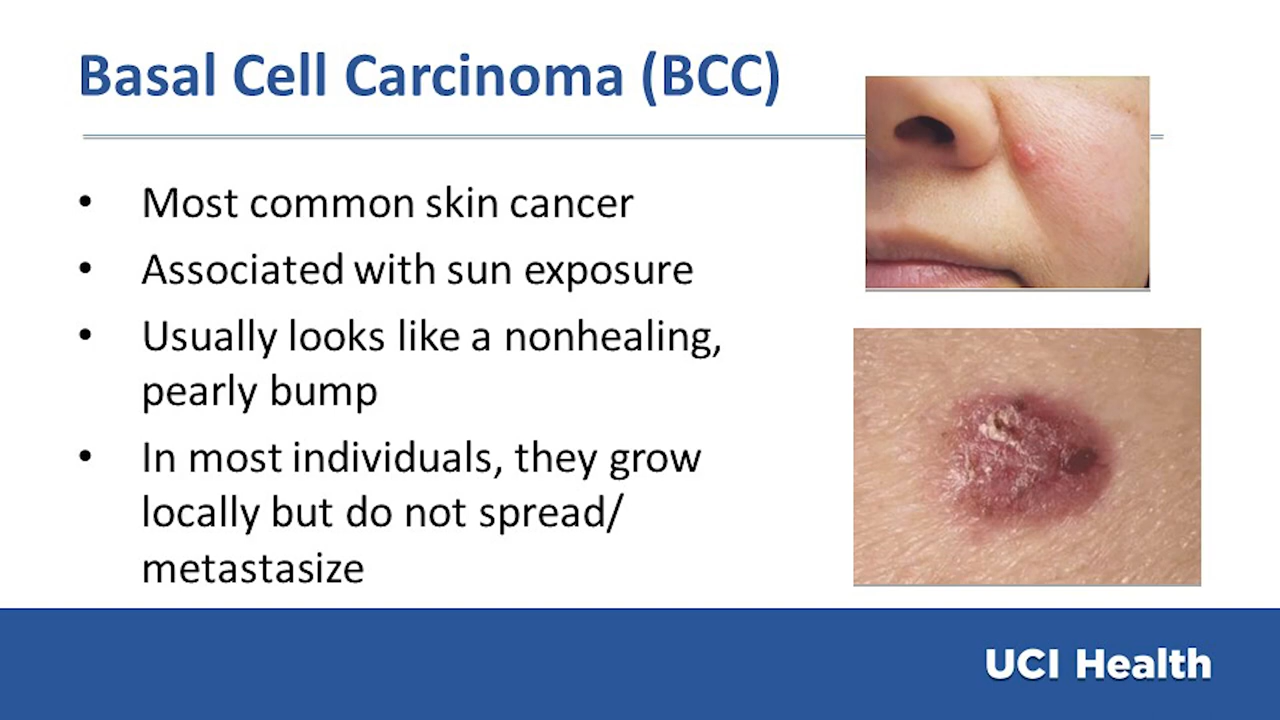 Basal Cell Carcinoma (BCC)
• Most common skin cancer
• Associated with sun exposure
• Usually looks like a nonhealing,
pearly bump
• In most individuals, they grow
locally but do not spread/
metastasize
UCI Health